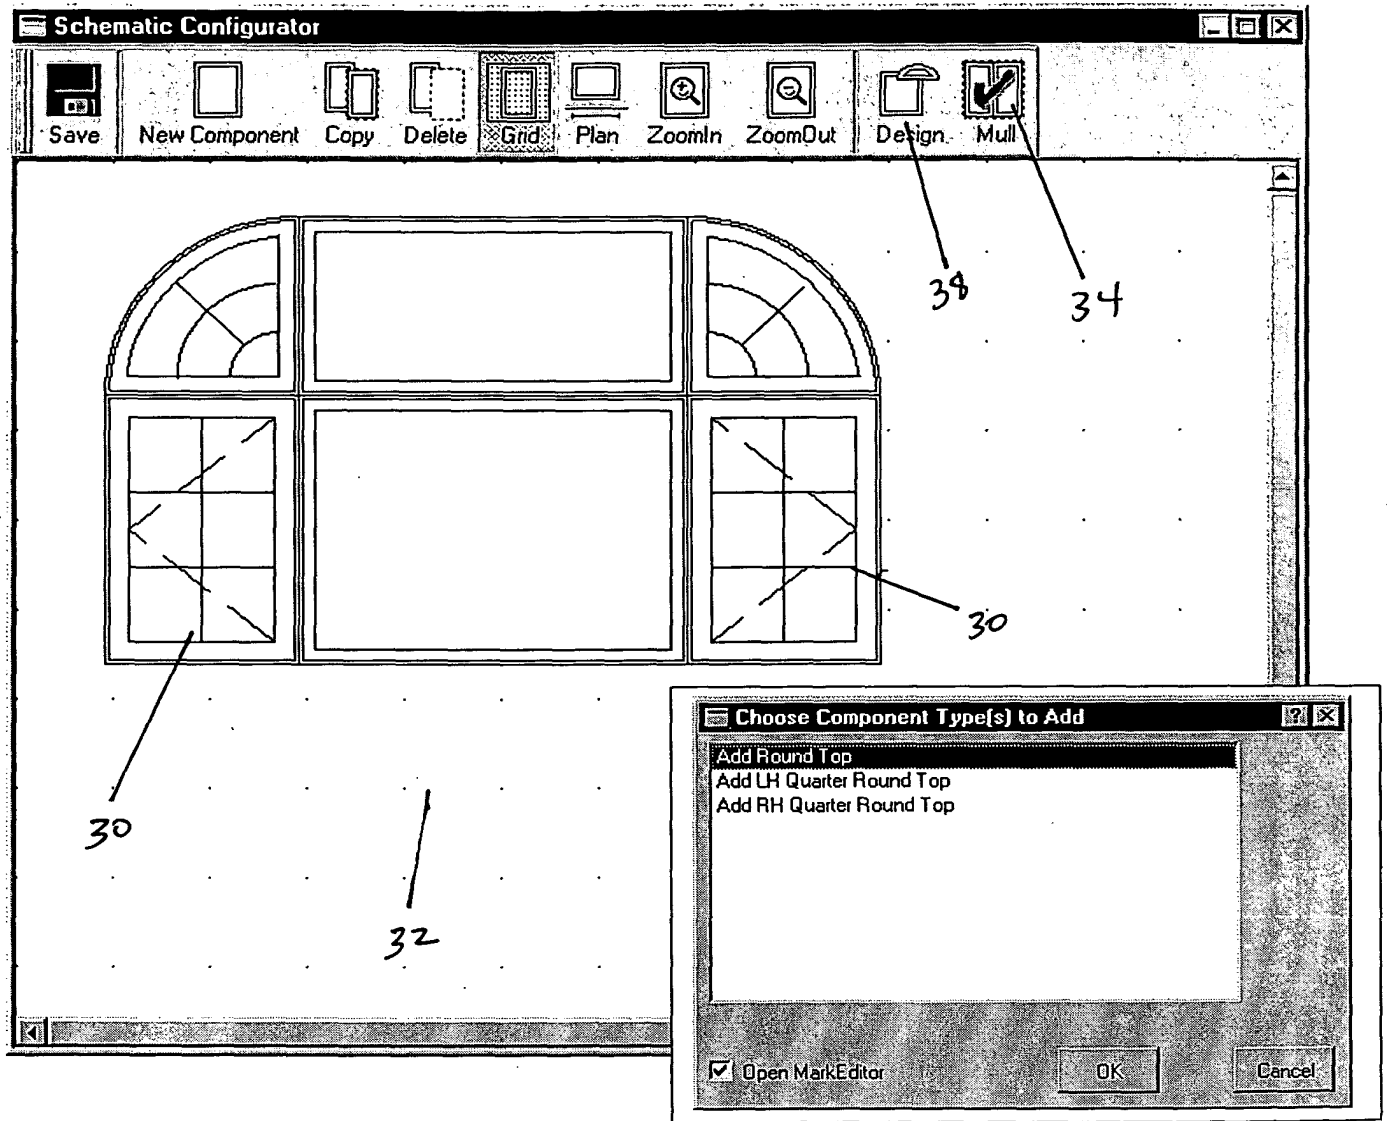 Schematic Configurator
Save New Component Copy Delete Grid Plan ZoomIn ZoomOut Design Mull
38
34
30
30
32
Choose Component Type(s) to Add
Add Round Top
Add LH Quarter Round Top
Add RH Quarter Round Top
Open MarkEditor OK Cancel